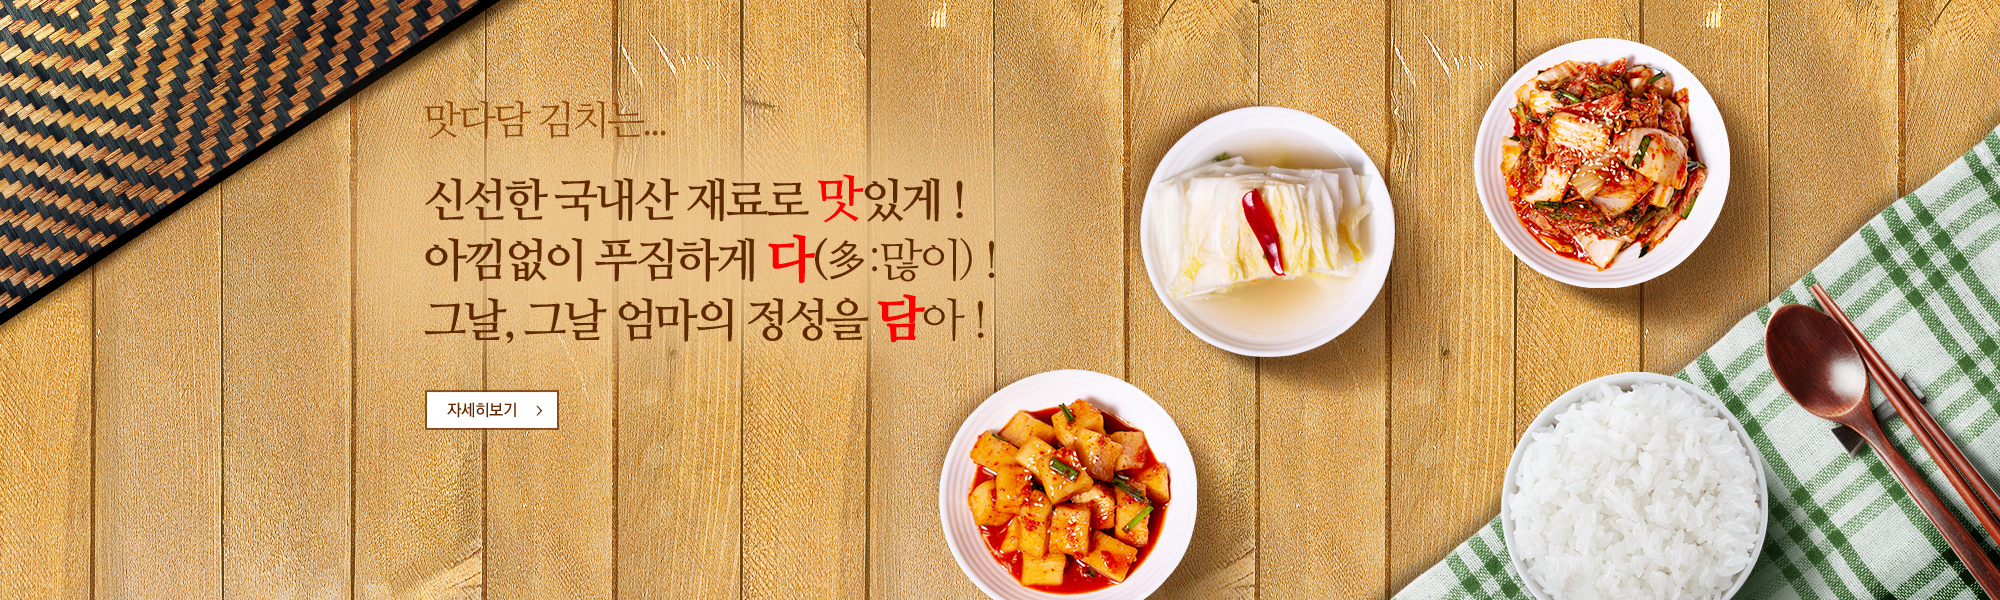 맛다담 김치는...
신선한 국내산 재료로 맛있게 !
아낌없이 푸짐하게 다(多:많이) !
그날, 그날 엄마의 정성을 담아 !
자세히보기 >